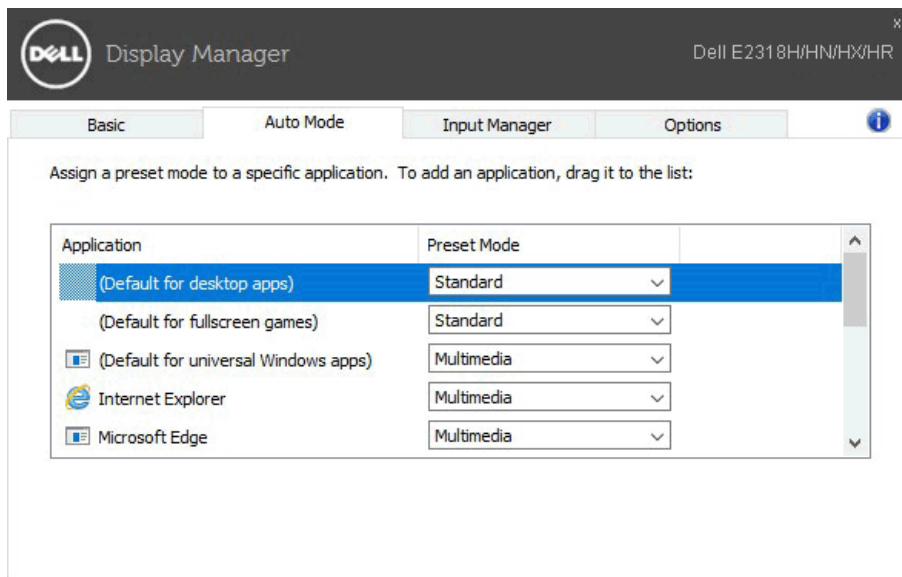 x
DELL Display Manager Dell E2318H/HN/HX/HR
Basic Auto Mode Input Manager Options i
Assign a preset mode to a specific application. To add an application, drag it to the list:
Application Preset Mode
(Default for desktop apps) Standard
(Default for fullscreen games) Standard
(Default for universal Windows apps) Multimedia
Internet Explorer Multimedia
Microsoft Edge Multimedia